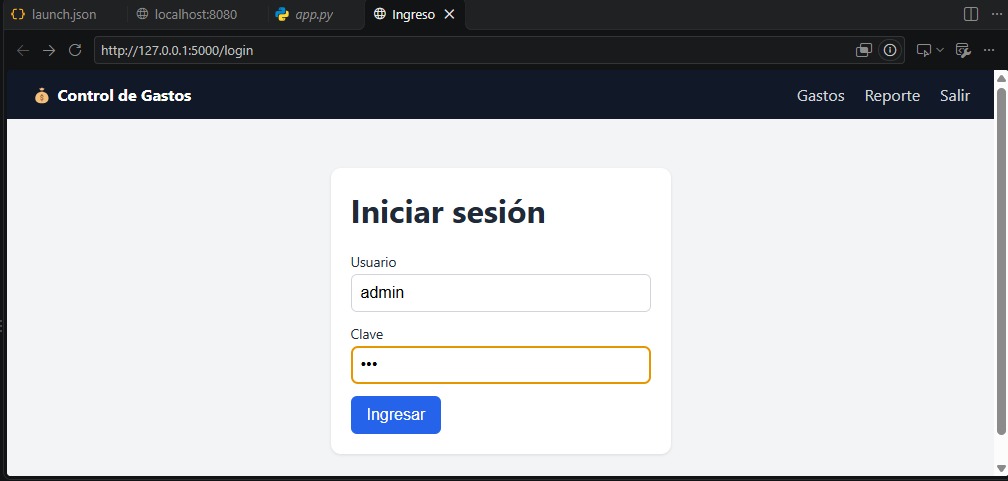 launch.json localhost:8080 app.py Ingreso
http://127.0.0.1:5000/login
Control de Gastos Gastos Reporte Salir
Iniciar sesión
Usuario
admin
Clave
•••
Ingresar